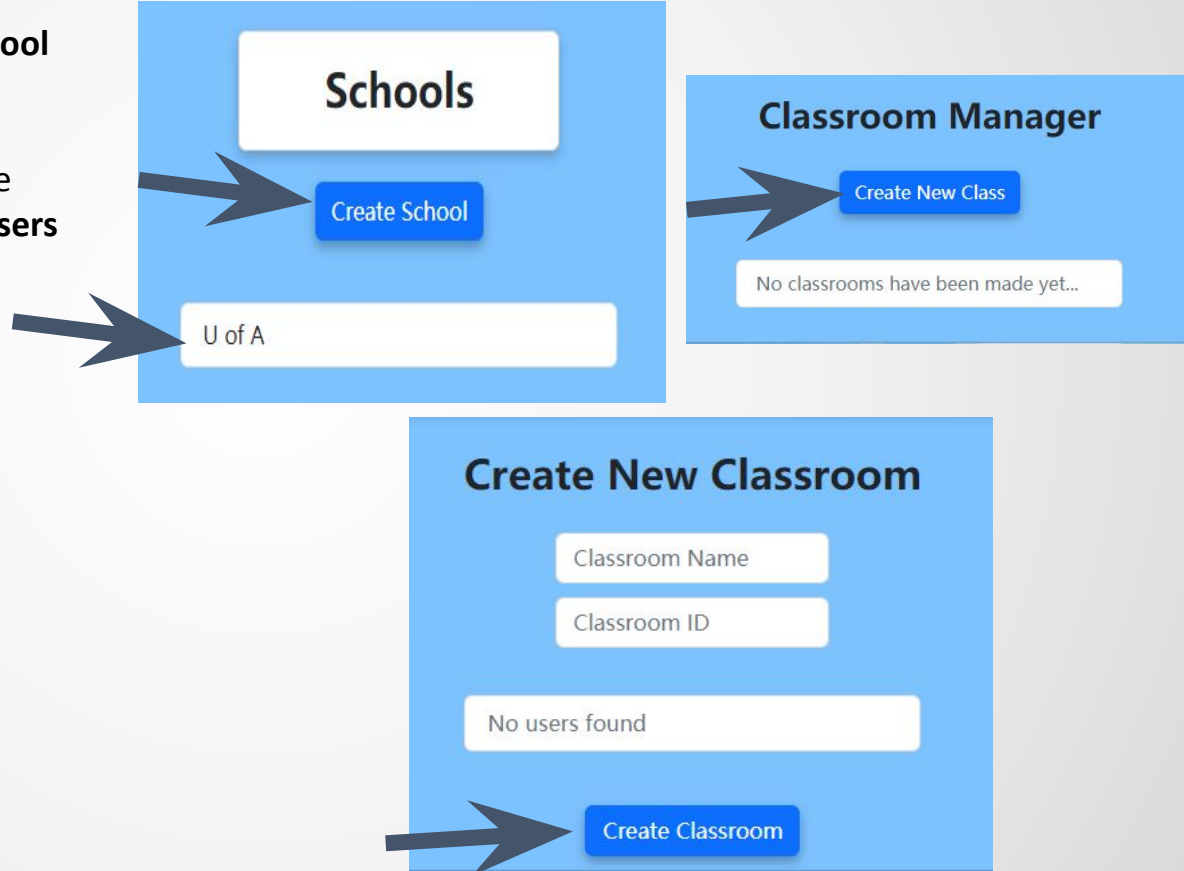 ool
e
sers
Schools
Create School
U of A
Classroom Manager
Create New Class
No classrooms have been made yet...
Create New Classroom
Classroom Name
Classroom ID
No users found
Create Classroom